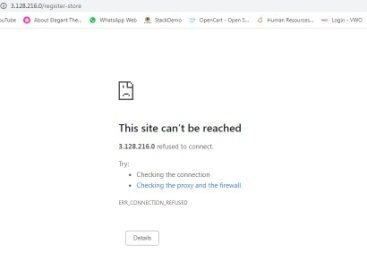 3.128.216.0/register-store
YouTube About Elegant The... WhatsApp Web StackDemo OpenCart - Open S... Human Resources... Login - VWO
This site can't be reached
3.128.216.0 refused to connect.
Try:
• Checking the connection
• Checking the proxy and the firewall
ERR_CONNECTION_REFUSED
Details